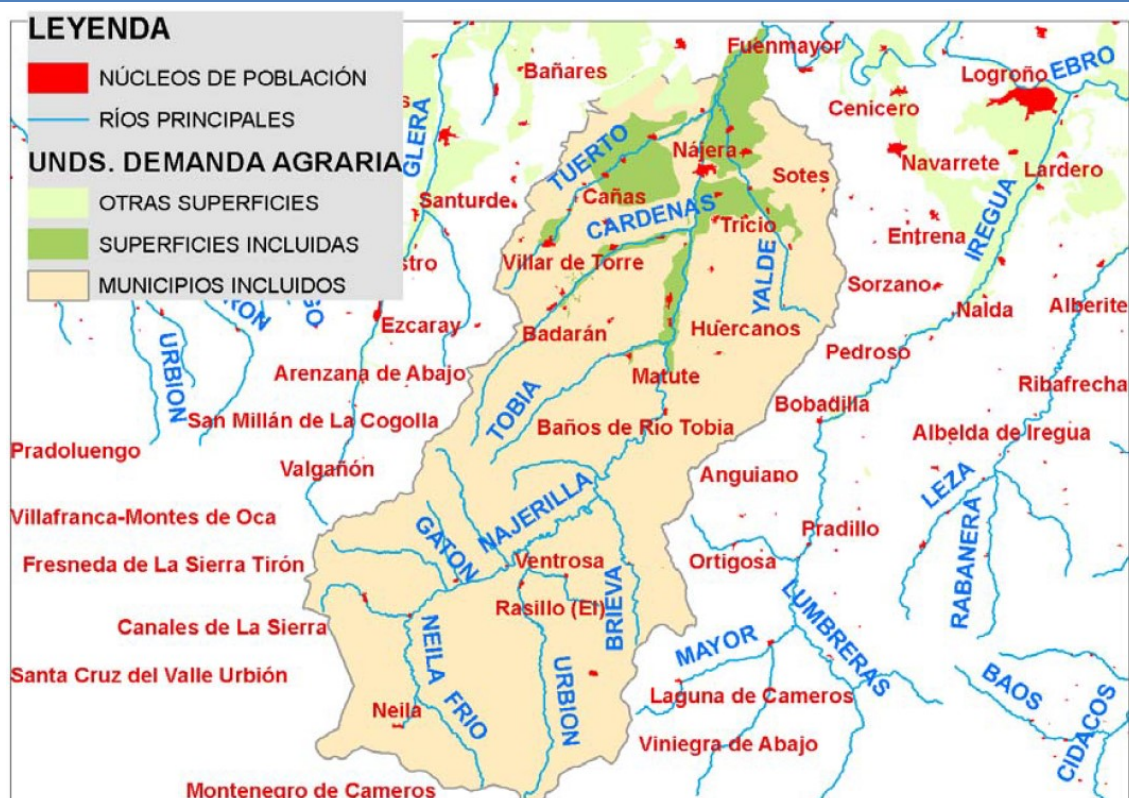 LEYENDA
NÚCLEOS DE POBLACIÓN
RÍOS PRINCIPALES
UNDS. DEMANDA AGRARIA
OTRAS SUPERFICIES
SUPERFICIES INCLUIDAS
MUNICIPIOS INCLUIDOS
Fuenmayor
Bañares
Logroño
EBRO
Cenicero
GLERA
TUERTO
Nájera
Navarrete
Lardero
Sotes
Cañas
Santurde
CARDENAS
Tricio
IREGUA
Entrena
Villar de Torre
YALDE
Sorzano
Nalda
Alberite
Ezcaray
Badarán
Huercanos
URBION
Pedroso
Arenzana de Abajo
Matute
Ribafrecha
TOBIA
Bobadilla
San Millán de La Cogolla
Baños de Río Tobia
Albelda de Iregua
Pradoluengo
Valgañón
Anguiano
LEZA
Villafranca-Montes de Oca
GATON
NAJERILLA
Pradillo
RABANERA
Fresneda de La Sierra Tirón
Ventrosa
Ortigosa
Rasillo (El)
BRIEVA
LUMBRERAS
Canales de La Sierra
NEILA
MAYOR
Santa Cruz del Valle Urbión
FRIO
URBION
Laguna de Cameros
BAOS
Neila
CIDACOS
Viniegra de Abajo
Montenegro de Cameros